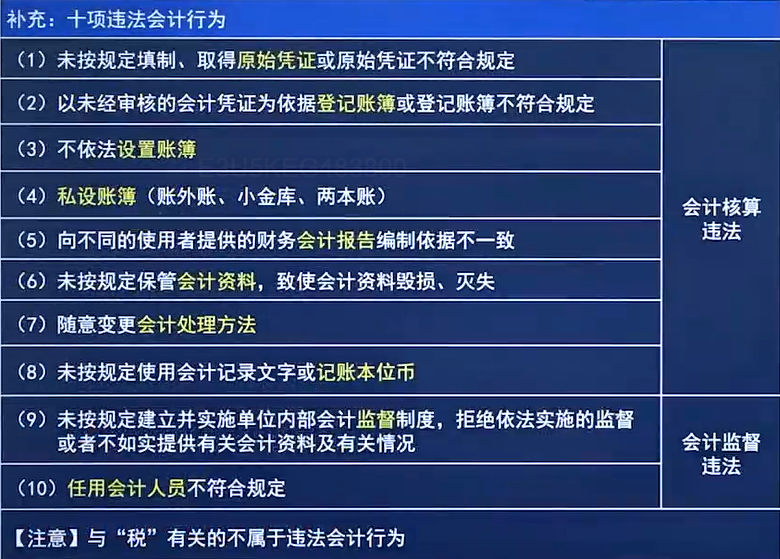 补充：十项违法会计行为
（1）未按规定填制、取得原始凭证或原始凭证不符合规定
（2）以未经审核的会计凭证为依据登记账簿或登记账簿不符合规定
（3）不依法设置账簿
（4）私设账簿（账外账、小金库、两本账）
（5）向不同的使用者提供的财务会计报告编制依据不一致
（6）未按规定保管会计资料，致使会计资料毁损、灭失
（7）随意变更会计处理方法
（8）未按规定使用会计记录文字或记账本位币
会计核算
违法
（9）未按规定建立并实施单位内部会计监督制度，拒绝依法实施的监督
或者不如实提供有关会计资料及有关情况
（10）任用会计人员不符合规定
会计监督
违法
【注意】与“税”有关的不属于违法会计行为